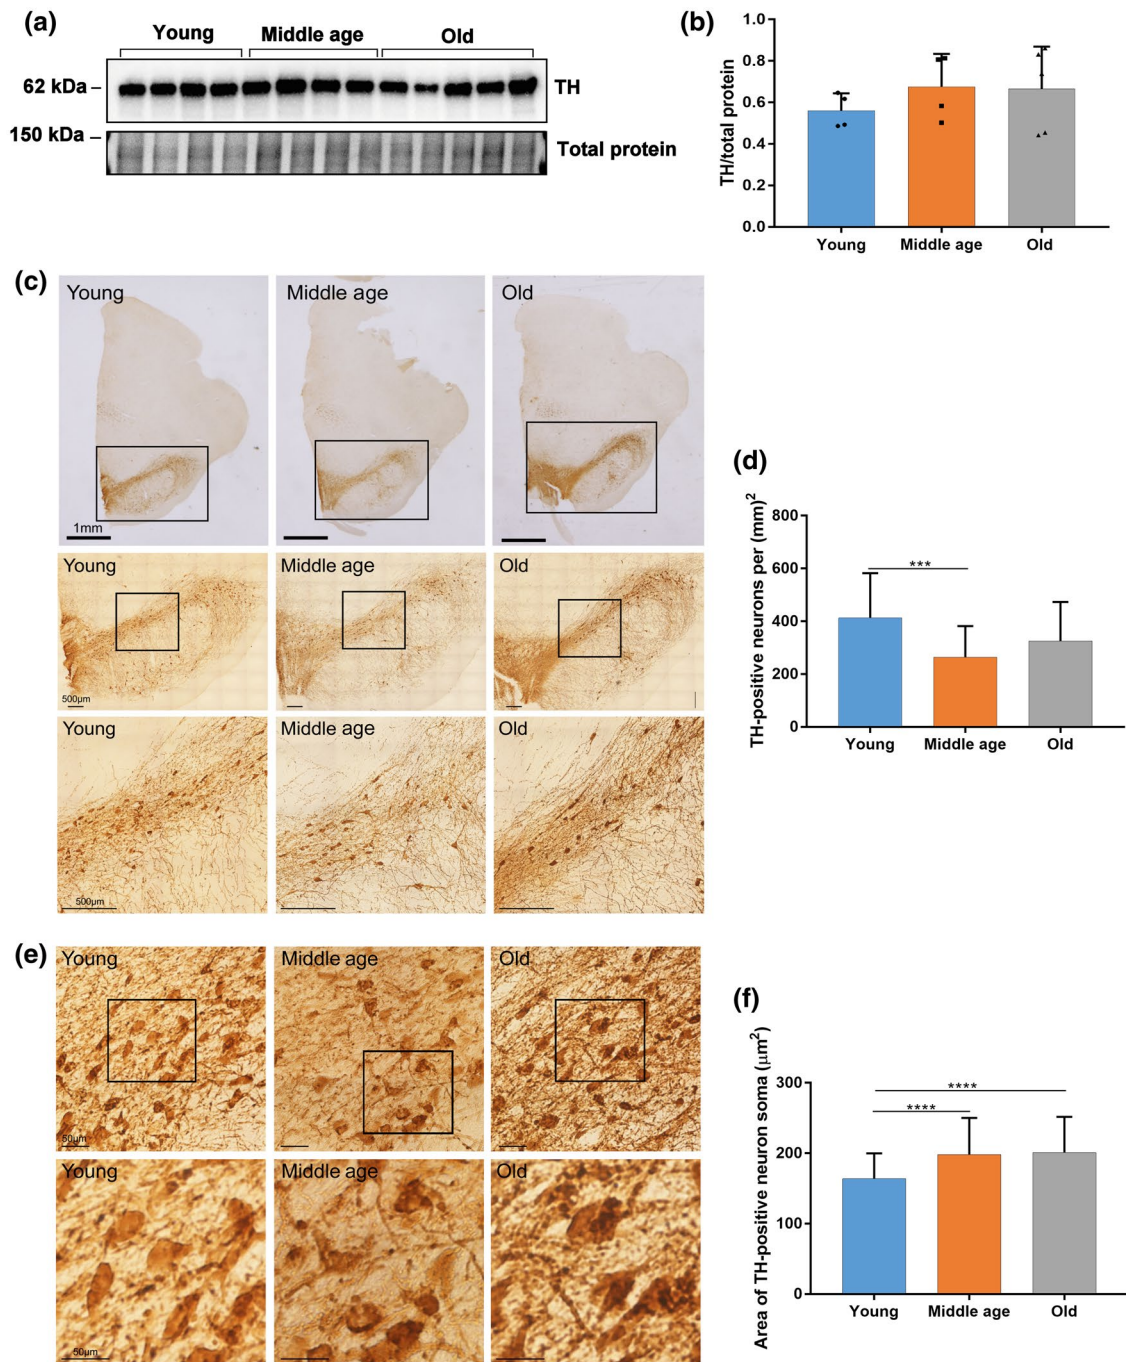 (a)
Young Middle age Old
62 kDa – TH
150 kDa – Total protein
(b)
TH/total protein
1.0
0.8
0.6
0.4
0.2
0.0
Young Middle age Old
(c)
Young Middle age Old
1mm
Young Middle age Old
500µm
Young Middle age Old
500µm
(d)
TH-positive neurons per (mm)²
800
600
400
200
0
***
Young Middle age Old
(e)
Young Middle age Old
50µm
Young Middle age Old
50µm
(f)
Area of TH-positive neuron soma (µm²)
300
200
100
0
****
****
Young Middle age Old